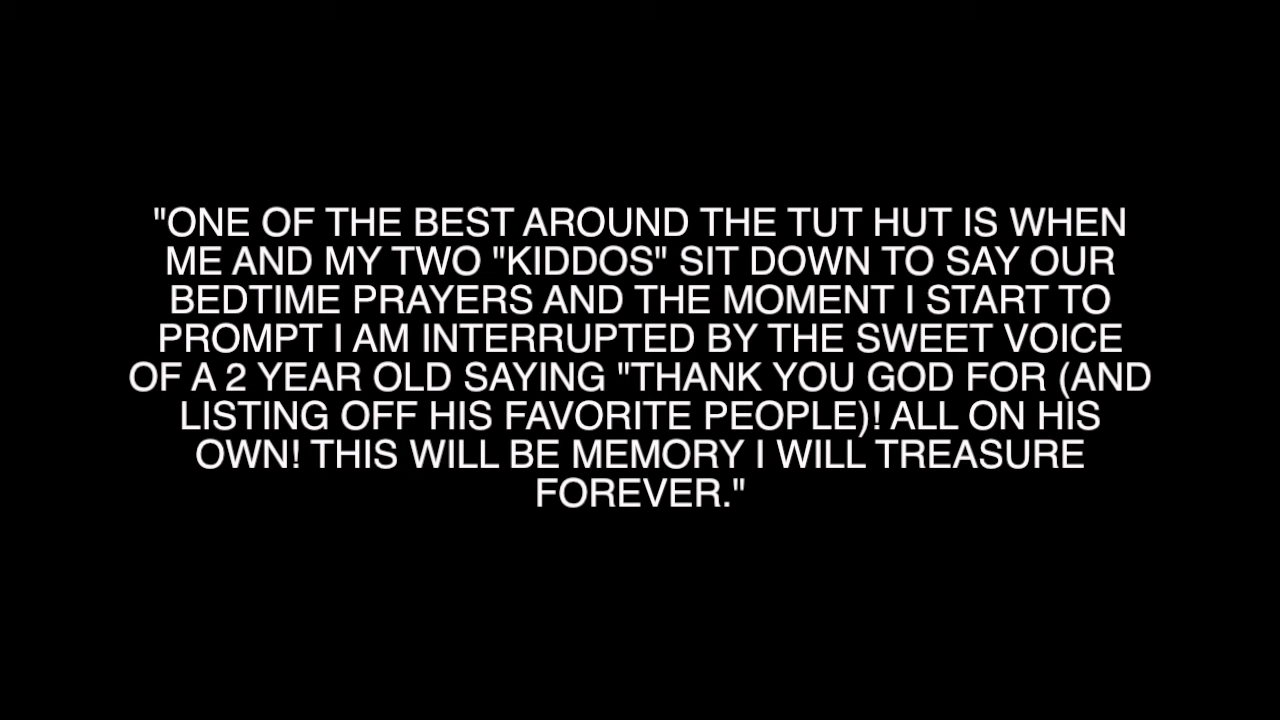 "ONE OF THE BEST AROUND THE TUT HUT IS WHEN
ME AND MY TWO "KIDDOS" SIT DOWN TO SAY OUR
BEDTIME PRAYERS AND THE MOMENT I START TO
PROMPT I AM INTERRUPTED BY THE SWEET VOICE
OF A 2 YEAR OLD SAYING "THANK YOU GOD FOR (AND
LISTING OFF HIS FAVORITE PEOPLE)! ALL ON HIS
OWN! THIS WILL BE MEMORY I WILL TREASURE
FOREVER."